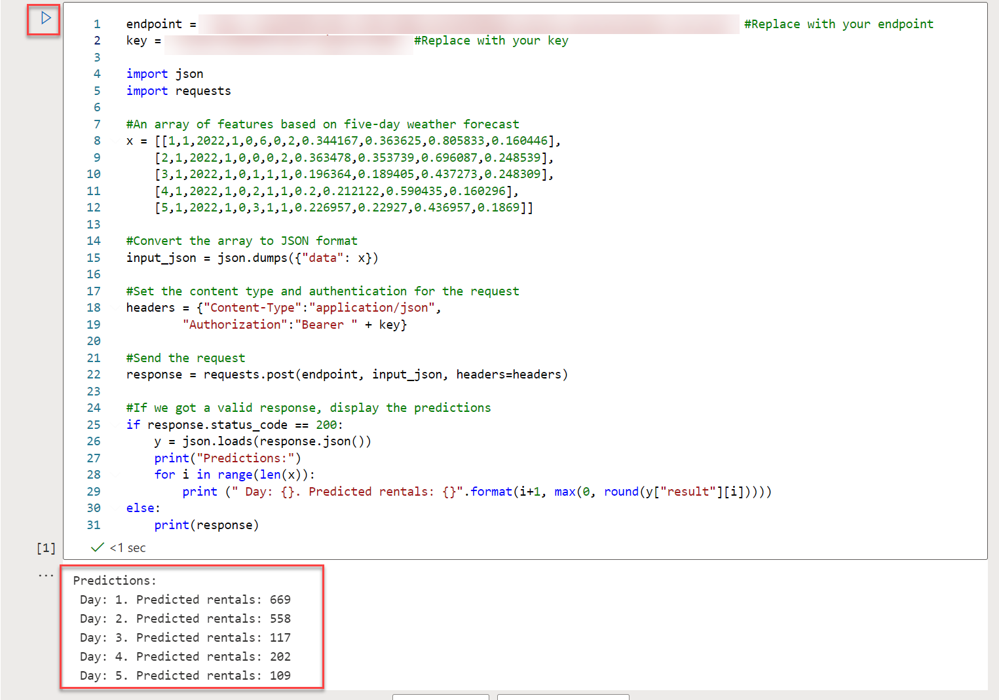 1 endpoint = #Replace with your endpoint
2 key = #Replace with your key
3
4 import json
5 import requests
6
7 #An array of features based on five-day weather forecast
8 x = [[1,1,2022,1,0,6,0,2,0.344167,0.363625,0.805833,0.160446],
9 [2,1,2022,1,0,0,0,2,0.363478,0.353739,0.696087,0.248539],
10 [3,1,2022,1,0,1,1,1,0.196364,0.189405,0.437273,0.248309],
11 [4,1,2022,1,0,2,1,1,0.2,0.212122,0.590435,0.160296],
12 [5,1,2022,1,0,3,1,1,0.226957,0.22927,0.436957,0.1869]]
13
14 #Convert the array to JSON format
15 input_json = json.dumps({"data": x})
16
17 #Set the content type and authentication for the request
18 headers = {"Content-Type":"application/json",
19 "Authorization":"Bearer " + key}
20
21 #Send the request
22 response = requests.post(endpoint, input_json, headers=headers)
23
24 #If we got a valid response, display the predictions
25 if response.status_code == 200:
26 y = json.loads(response.json())
27 print("Predictions:")
28 for i in range(len(x)):
29 print (" Day: {}. Predicted rentals: {}".format(i+1, max(0, round(y["result"][i]))))
30 else:
31 print(response)
[1] <1 sec
...
Predictions:
Day: 1. Predicted rentals: 669
Day: 2. Predicted rentals: 558
Day: 3. Predicted rentals: 117
Day: 4. Predicted rentals: 202
Day: 5. Predicted rentals: 109